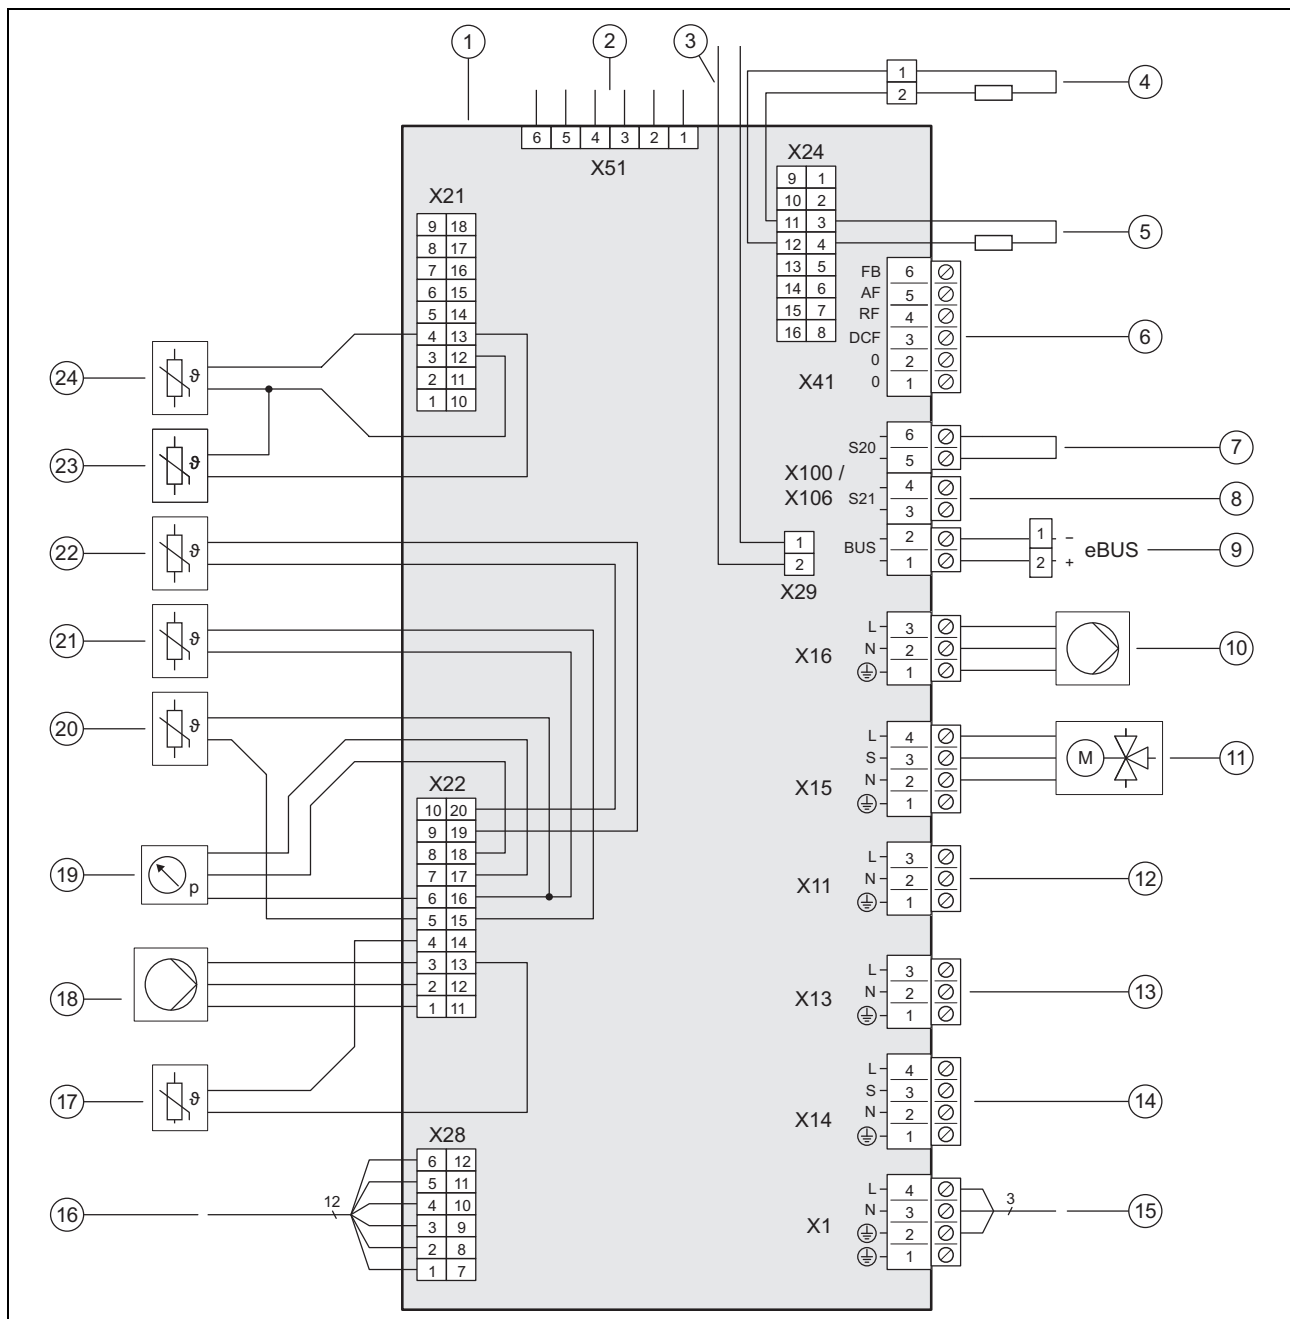 1
2
3
4
5
6
7
8
9
10
11
12
13
14
15
16
17
18
19
20
21
22
23
24
6 5 4 3 2 1
X51
1
2
X24
9 1
10 2
11 3
12 4
13 5
14 6
15 7
16 8
X21
9 18
8 17
7 16
6 15
5 14
4 13
3 12
2 11
1 10
FB 6
AF 5
RF 4
DCF 3
0 2
0 1
X41
S20
6
5
X100 /
X106
S21
4
3
BUS
2
1
1 –
2 +
eBUS
1
2
X29
X16
L 3
N 2
1
X15
L 4
S 3
N 2
1
M
X11
L 3
N 2
1
X13
L 3
N 2
1
X14
L 4
S 3
N 2
1
X1
L 4
N 3
2
1
3
ϑ
ϑ
ϑ
ϑ
ϑ
p
ϑ
X22
10 20
9 19
8 18
7 17
6 16
5 15
4 14
3 13
2 12
1 11
X28
6 12
5 11
4 10
3 9
2 8
1 7
12